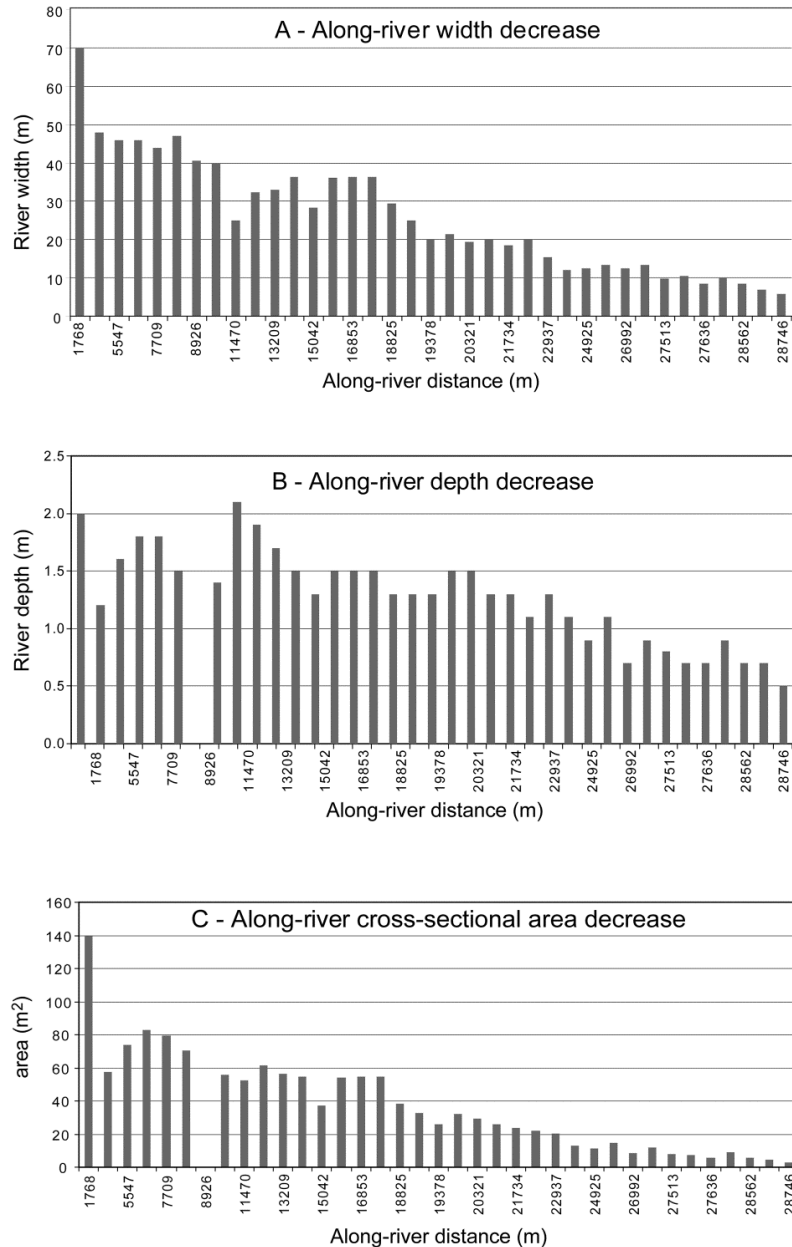 A - Along-river width decrease
River width (m)
80
70
60
50
40
30
20
10
0
1768 5547 7709 8926 11470 13209 15042 16853 18825 19378 20321 21734 22937 24925 26992 27513 27636 28562 28746
Along-river distance (m)
B - Along-river depth decrease
River depth (m)
2.5
2.0
1.5
1.0
0.5
0.0
1768 5547 7709 8926 11470 13209 15042 16853 18825 19378 20321 21734 22937 24925 26992 27513 27636 28562 28746
Along-river distance (m)
C - Along-river cross-sectional area decrease
area (m²)
160
140
120
100
80
60
40
20
0
1768 5547 7709 8926 11470 13209 15042 16853 18825 19378 20321 21734 22937 24925 26992 27513 27636 28562 28746
Along-river distance (m)